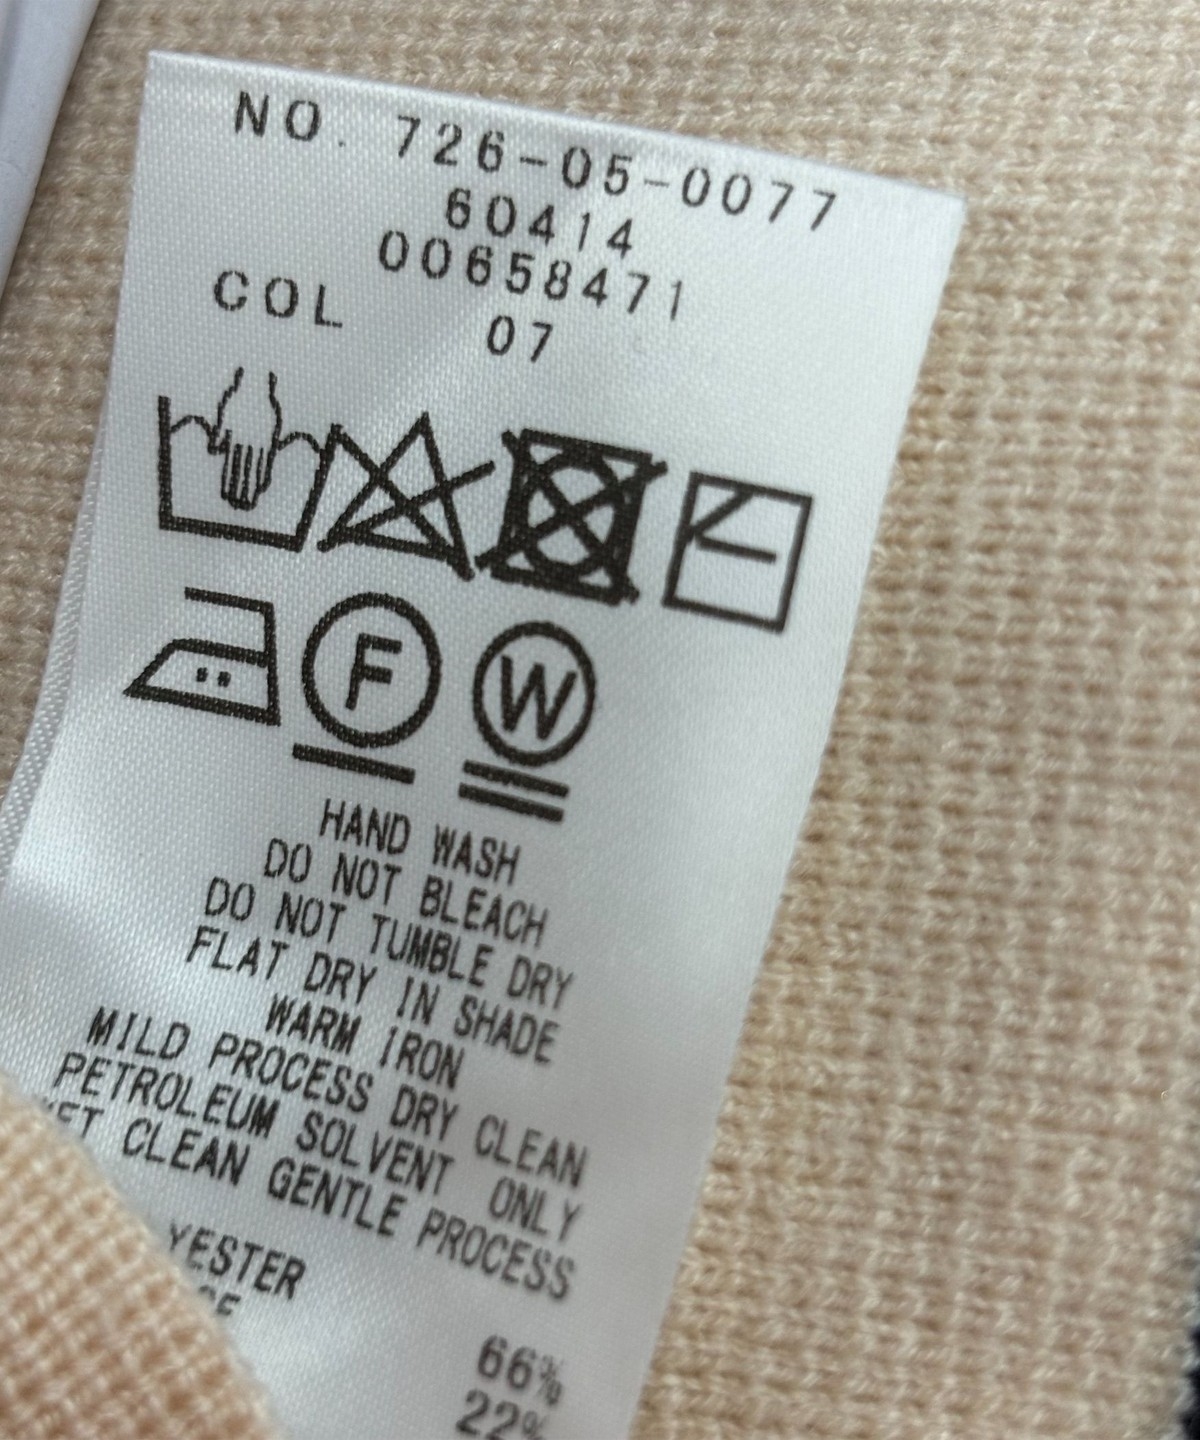 NO. 726-05-0077
60414
00658471
COL 07
F W
HAND WASH
DO NOT BLEACH
DO NOT TUMBLE DRY
FLAT DRY IN SHADE
WARM IRON
MILD PROCESS DRY CLEAN
PETROLEUM SOLVENT ONLY
CLEAN GENTLE PROCESS
66%
22%